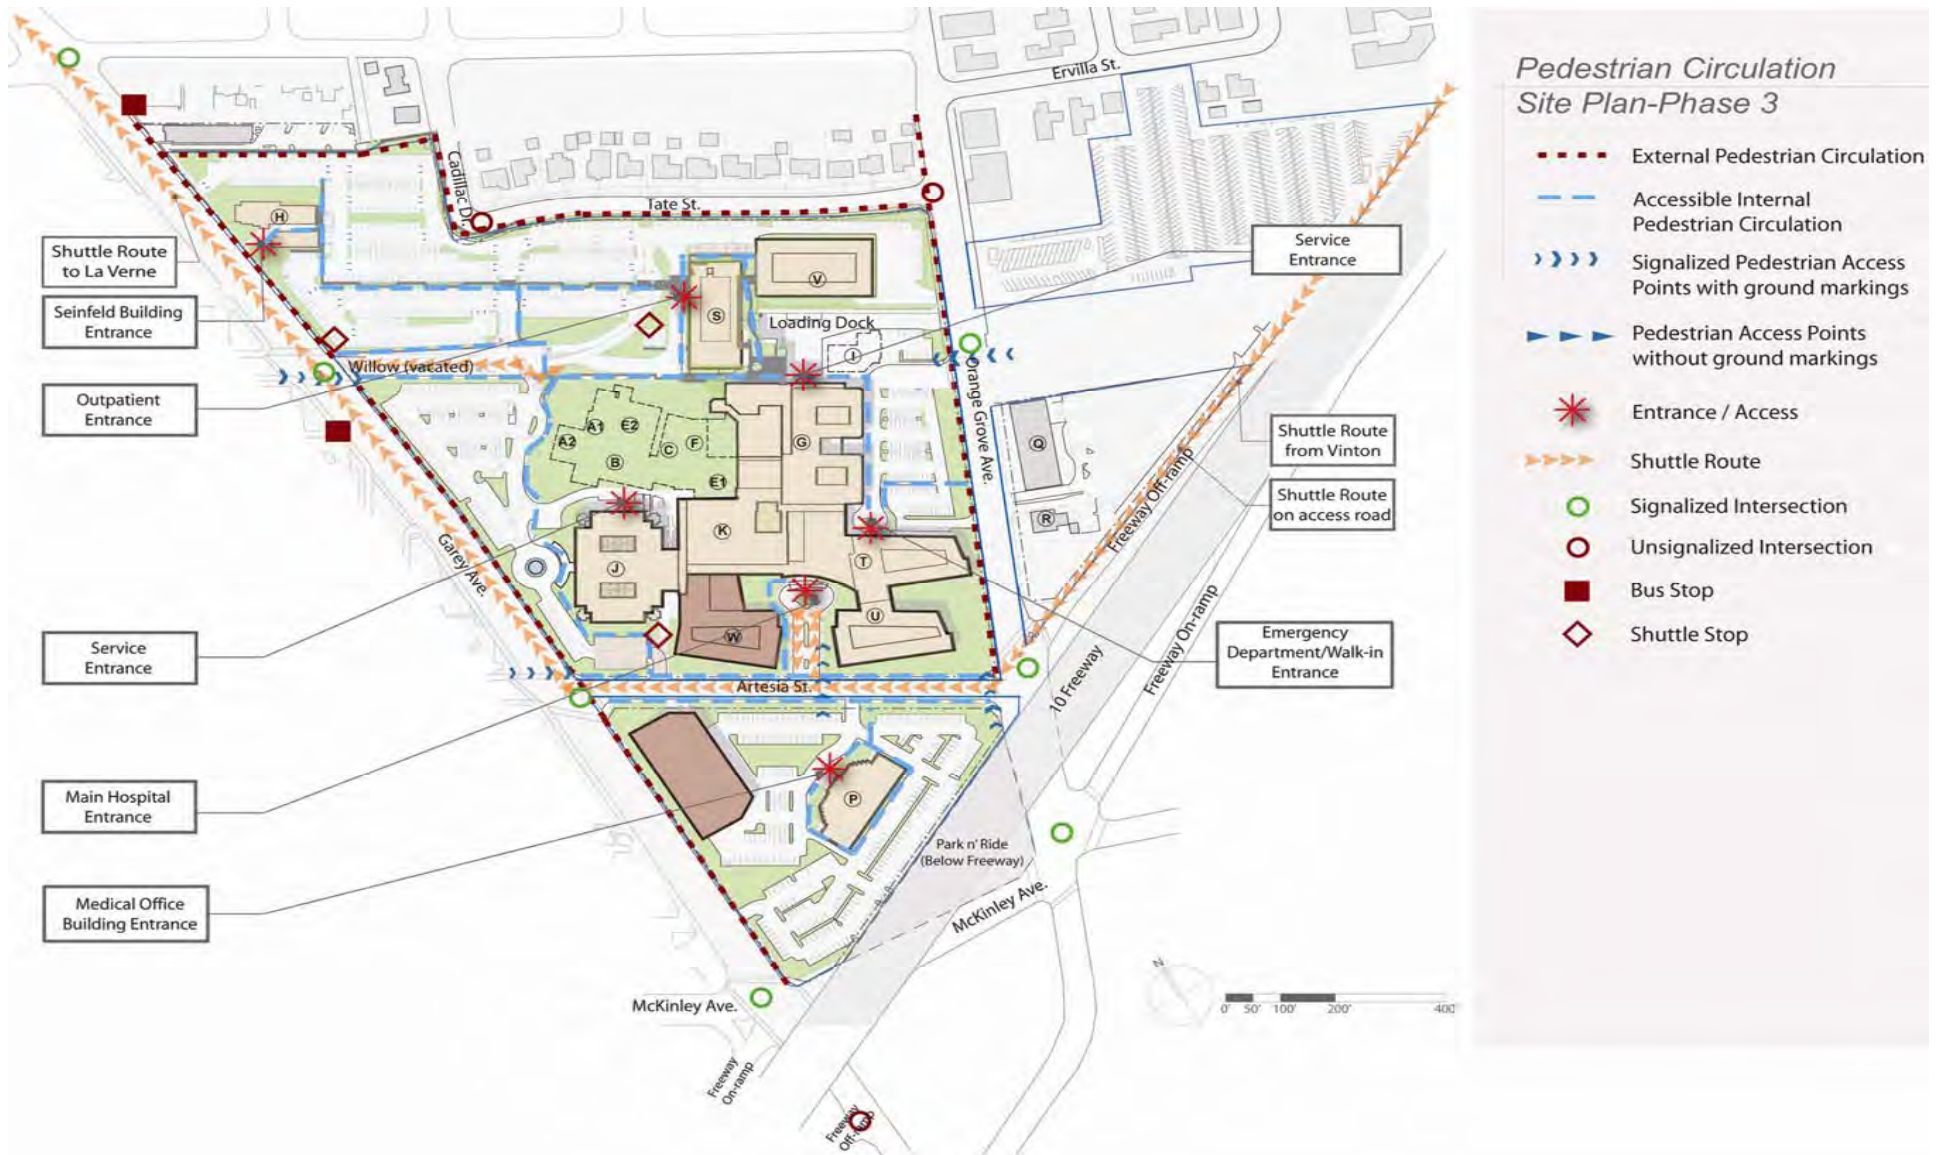 Pedestrian Circulation
Site Plan-Phase 3
External Pedestrian Circulation
Accessible Internal
Pedestrian Circulation
Signalized Pedestrian Access
Points with ground markings
Pedestrian Access Points
without ground markings
Entrance / Access
Shuttle Route
Signalized Intersection
Unsignalized Intersection
Bus Stop
Shuttle Stop
Ervilla St.
Cadillac Dr.
Tate St.
Shuttle Route
to La Verne
Seinfeld Building
Entrance
Outpatient
Entrance
Service
Entrance
Main Hospital
Entrance
Medical Office
Building Entrance
Service
Entrance
Shuttle Route
from Vinton
Shuttle Route
on access road
Emergency
Department/Walk-in
Entrance
H
V
S
Loading Dock
I
Willow (vacated)
Orange Grove Ave.
A1
A2
E2
B
C
F
E1
G
Q
R
K
J
T
U
W
P
Garey Ave.
Artesia St.
Freeway Off-ramp
10 Freeway
Freeway On-ramp
Park n' Ride
(Below Freeway)
McKinley Ave.
McKinley Ave.
Freeway
On-ramp
Freeway
Off-ramp
N
0' 50' 100' 200' 400